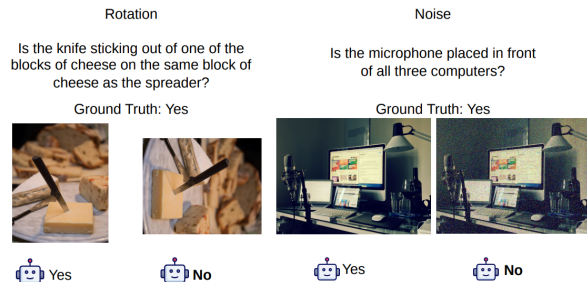 Rotation
Is the knife sticking out of one of the
blocks of cheese on the same block of
cheese as the spreader?
Ground Truth: Yes
Yes
No
Noise
Is the microphone placed in front
of all three computers?
Ground Truth: Yes
Yes
No